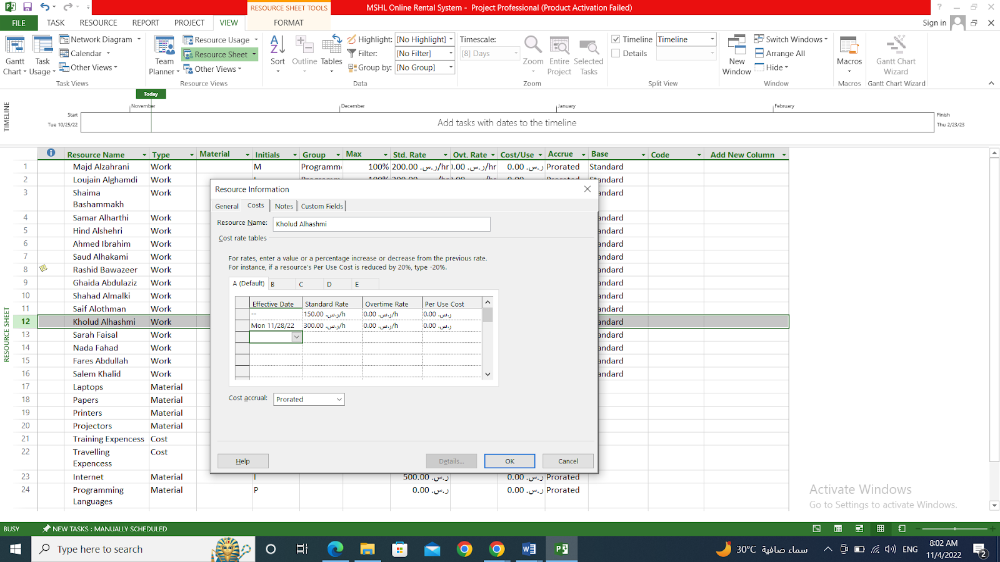 RESOURCE SHEET TOOLS
MSHL Online Rental System - Project Professional (Product Activation Failed)
FILE TASK RESOURCE REPORT PROJECT VIEW FORMAT Sign in
Gantt Chart
Task Usage
Network Diagram
Calendar
Other Views
Task Views
Team Planner
Resource Usage
Resource Sheet
Other Views
Resource Views
Sort
Outline
Tables
Highlight: [No Highlight]
Filter: [No Filter]
Group by: [No Group]
Data
Timescale:
[8] Days
Zoom
Entire Project
Selected Tasks
Zoom
Timeline Timeline
Details
Split View
New Window
Switch Windows
Arrange All
Hide
Window
Macros
Macros
Gantt Chart Wizard
Gantt Chart Wizard
TIMELINE
Today
November December January February
Start
Tue 10/25/22
Add tasks with dates to the timeline
Finish
Thu 2/23/23
RESOURCE SHEET
Resource Name Type Material Initials Group Max Std. Rate Ovt. Rate Cost/Use Accrue Base Code Add New Column
1 Majd Alzahrani Work M Programm 100% 200.00 ر.س./hr .00 ر.س./hr 0.00 ر.س. Prorated Standard
2 Loujain Alghamdi Work Standard
3 Shaima Bashammakh Work andard
4 Samar Alharthi Work andard
5 Hind Alshehri Work andard
6 Ahmed Ibrahim Work andard
7 Saud Alhakami Work andard
8 Rashid Bawazeer Work andard
9 Ghaida Abdulaziz Work andard
10 Shahad Almalki Work andard
11 Saif Alothman Work andard
12 Kholud Alhashmi Work andard
13 Sarah Faisal Work andard
14 Nada Fahad Work andard
15 Fares Abdullah Work andard
16 Salem Khalid Work andard
17 Laptops Material
18 Papers Material
19 Printers Material
20 Projectors Material
21 Training Expencess Cost
22 Travelling Expencess Cost
23 Internet Material I 500.00 ر.س. 0.00 ر.س. Prorated
24 Programming Languages Material P 0.00 ر.س. 0.00 ر.س. Prorated
Resource Information
General Costs Notes Custom Fields
Resource Name: Kholud Alhashmi
Cost rate tables
For rates, enter a value or a percentage increase or decrease from the previous rate.
For instance, if a resource's Per Use Cost is reduced by 20%, type -20%.
A (Default) B C D E
Effective Date Standard Rate Overtime Rate Per Use Cost
-- 150.00 ر.س./h 0.00 ر.س./h 0.00 ر.س.
Mon 11/28/22 300.00 ر.س./h 0.00 ر.س./h 0.00 ر.س.
Cost accrual: Prorated
Help Details... OK Cancel
Activate Windows
Go to Settings to activate Windows.
BUSY NEW TASKS : MANUALLY SCHEDULED
Type here to search
30°C سماء صافية
ENG
8:02 AM
11/4/2022
2